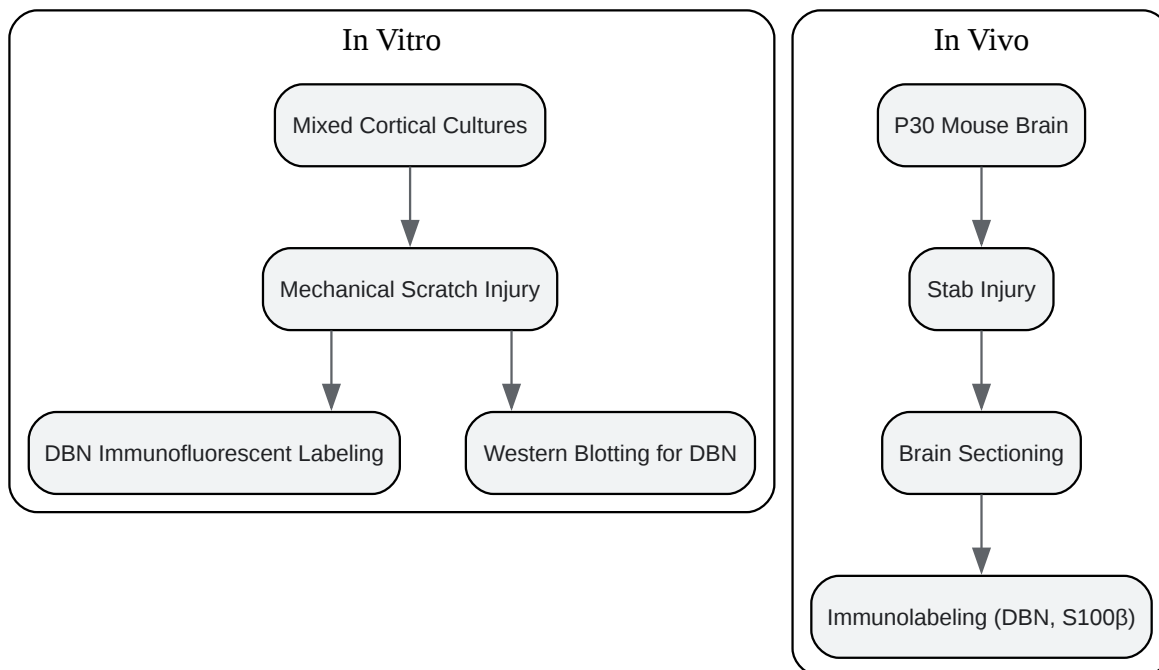 In Vitro
Mixed Cortical Cultures
Mechanical Scratch Injury
DBN Immunofluorescent Labeling
Western Blotting for DBN
In Vivo
P30 Mouse Brain
Stab Injury
Brain Sectioning
Immunolabeling (DBN, S100β)